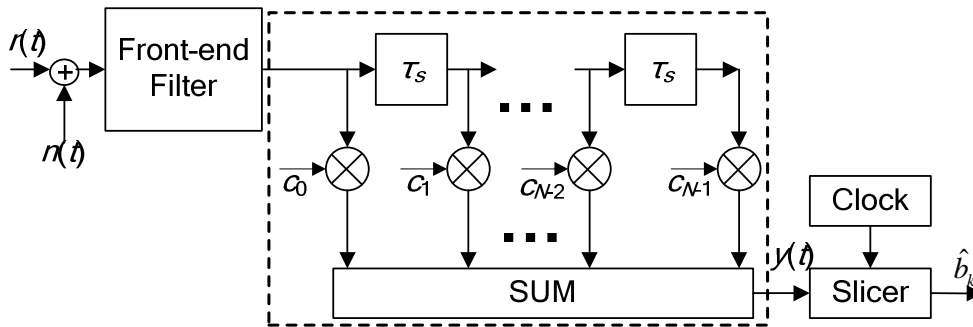 r(t)
+
n(t)
Front-end
Filter
τs
...
τs
c0
c1
cN-2
cN-1
...
SUM
y(t)
Clock
Slicer
b̂k